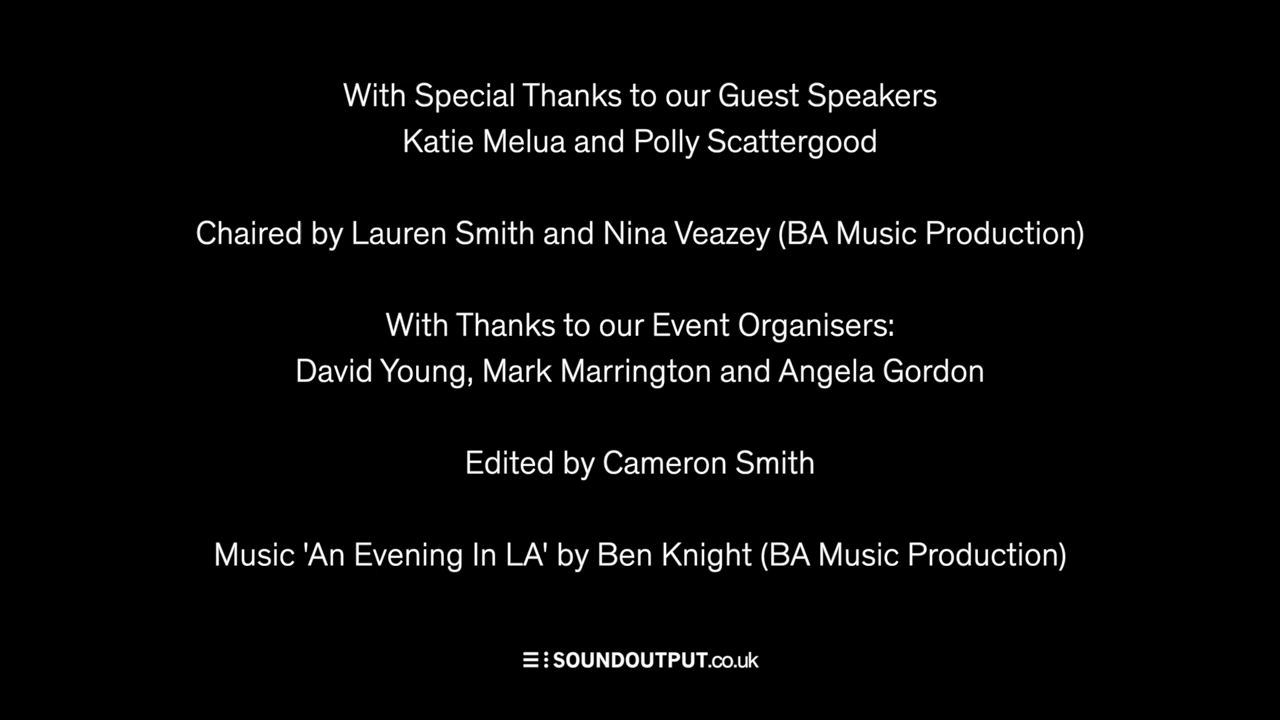 With Special Thanks to our Guest Speakers
Katie Melua and Polly Scattergood
Chaired by Lauren Smith and Nina Veazey (BA Music Production)
With Thanks to our Event Organisers:
David Young, Mark Marrington and Angela Gordon
Edited by Cameron Smith
Music 'An Evening In LA' by Ben Knight (BA Music Production)
SOUNDOUTPUT.co.uk